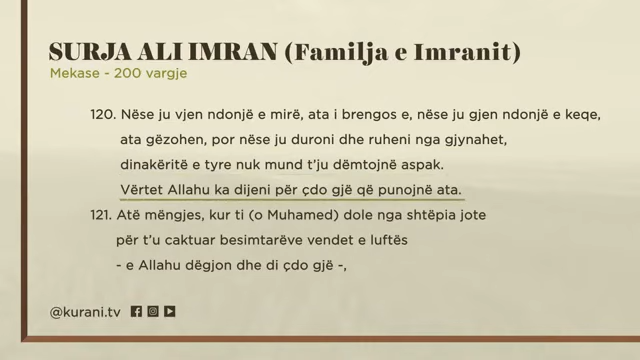 SURJA ALI IMRAN (Familja e Imranit)
Mekase - 200 vargje
120. Nëse ju vjen ndonjë e mirë, ata i brengos e, nëse ju gjen ndonjë e keqe,
ata gëzohen, por nëse ju duroni dhe ruheni nga gjynahet,
dinakëritë e tyre nuk mund t'ju dëmtojnë aspak.
Vërtet Allahu ka dijeni për çdo gjë që punojnë ata.
121. Atë mëngjes, kur ti (o Muhamed) dole nga shtëpia jote
për t'u caktuar besimtarëve vendet e luftës
- e Allahu dëgjon dhe di çdo gjë -,
@kurani.tv